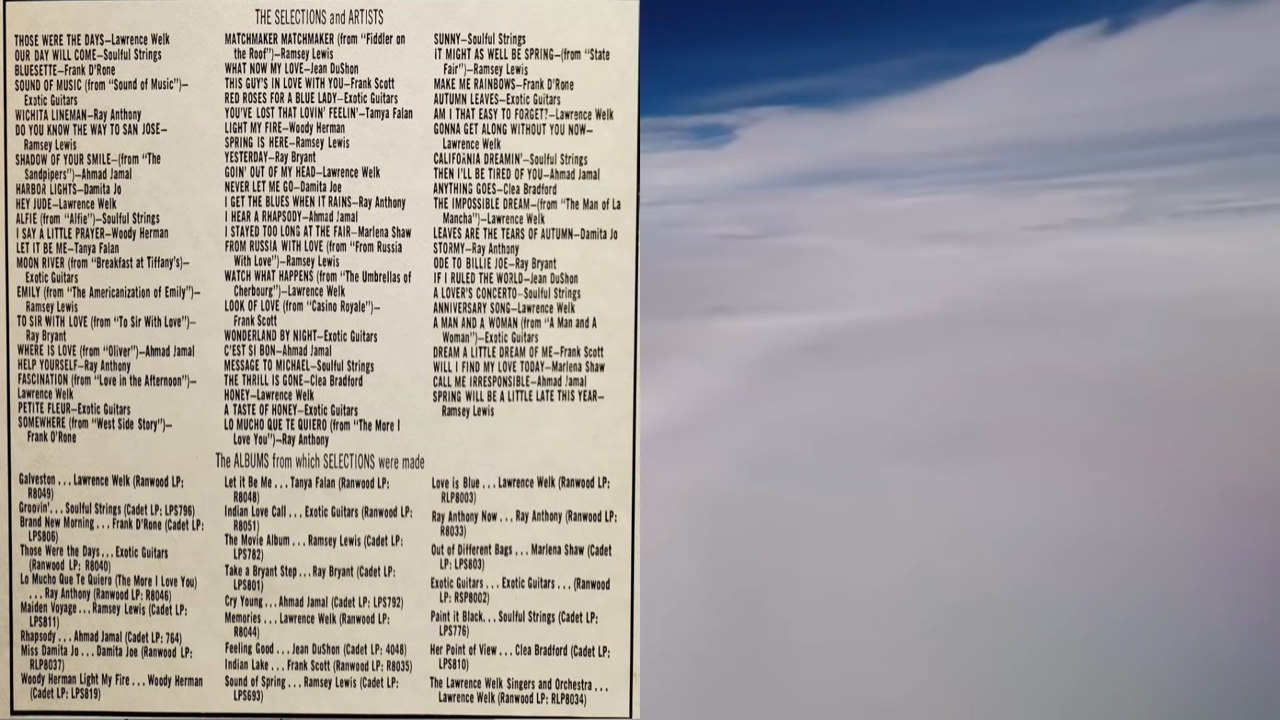 THE SELECTIONS and ARTISTS
THOSE WERE THE DAYS—Lawrence Welk
OUR DAY WILL COME—Soulful Strings
BLUESETTE—Frank D'Rone
SOUND OF MUSIC (from "Sound of Music")—
Exotic Guitars
WICHITA LINEMAN—Ray Anthony
DO YOU KNOW THE WAY TO SAN JOSE—
Ramsey Lewis
SHADOW OF YOUR SMILE—(from "The
Sandpipers")—Ahmad Jamal
HARBOR LIGHTS—Damita Jo
HEY JUDE—Lawrence Welk
ALFIE (from "Alfie")—Soulful Strings
I SAY A LITTLE PRAYER—Woody Herman
LET IT BE ME—Tanya Falan
MOON RIVER (from "Breakfast at Tiffany's)—
Exotic Guitars
EMILY (from "The Americanization of Emily")—
Ramsey Lewis
TO SIR WITH LOVE (from "To Sir With Love")—
Ray Bryant
WHERE IS LOVE (from "Oliver")—Ahmad Jamal
HELP YOURSELF—Ray Anthony
FASCINATION (from "Love in the Afternoon")—
Lawrence Welk
PETITE FLEUR—Exotic Guitars
SOMEWHERE (from "West Side Story")—
Frank O'Rone
MATCHMAKER MATCHMAKER (from "Fiddler on
the Roof")—Ramsey Lewis
WHAT NOW MY LOVE—Jean DuShon
THIS GUY'S IN LOVE WITH YOU—Frank Scott
RED ROSES FOR A BLUE LADY—Exotic Guitars
YOU'VE LOST THAT LOVIN' FEELIN'—Tamya Falan
LIGHT MY FIRE—Woody Herman
SPRING IS HERE—Ramsey Lewis
YESTERDAY—Ray Bryant
GOIN' OUT OF MY HEAD—Lawrence Welk
NEVER LET ME GO—Damita Joe
I GET THE BLUES WHEN IT RAINS—Ray Anthony
I HEAR A RHAPSODY—Ahmad Jamal
I STAYED TOO LONG AT THE FAIR—Marlena Shaw
FROM RUSSIA WITH LOVE (from "From Russia
With Love")—Ramsey Lewis
WATCH WHAT HAPPENS (from "The Umbrellas of
Cherbourg")—Lawrence Welk
LOOK OF LOVE (from "Casino Royale")—
Frank Scott
WONDERLAND BY NIGHT—Exotic Guitars
C'EST SI BON—Ahmad Jamal
MESSAGE TO MICHAEL—Soulful Strings
THE THRILL IS GONE—Clea Bradford
HONEY—Lawrence Welk
A TASTE OF HONEY—Exotic Guitars
LO MUCHO QUE TE QUIERO (from "The More I
Love You")—Ray Anthony
SUNNY—Soulful Strings
IT MIGHT AS WELL BE SPRING—(from "State
Fair")—Ramsey Lewis
MAKE ME RAINBOWS—Frank D'Rone
AUTUMN LEAVES—Exotic Guitars
AM I THAT EASY TO FORGET?—Lawrence Welk
GONNA GET ALONG WITHOUT YOU NOW—
Lawrence Welk
CALIFORNIA DREAMIN'—Soulful Strings
THEN I'LL BE TIRED OF YOU—Ahmad Jamal
ANYTHING GOES—Clea Bradford
THE IMPOSSIBLE DREAM—(from "The Man of La
Mancha")—Lawrence Welk
LEAVES ARE THE TEARS OF AUTUMN—Damita Jo
STORMY—Ray Anthony
ODE TO BILLIE JOE—Ray Bryant
IF I RULED THE WORLD—Jean DuShon
A LOVER'S CONCERTO—Soulful Strings
ANNIVERSARY SONG—Lawrence Welk
A MAN AND A WOMAN (from "A Man and A
Woman")—Exotic Guitars
DREAM A LITTLE DREAM OF ME—Frank Scott
WILL I FIND MY LOVE TODAY—Marlena Shaw
CALL ME IRRESPONSIBLE—Ahmad Jamal
SPRING WILL BE A LITTLE LATE THIS YEAR—
Ramsey Lewis
The ALBUMS from which SELECTIONS were made
Galveston . . . Lawrence Welk (Ranwood LP:
R8049)
Groovin'. . . Soulful Strings (Cadet LP: LPS796)
Brand New Morning . . . Frank D'Rone (Cadet LP:
LPS806)
Those Were the Days . . . Exotic Guitars
(Ranwood LP: R8040)
Lo Mucho Que Te Quiero (The More I Love You)
. . . Ray Anthony (Ranwood LP: R8046)
Maiden Voyage . . . Ramsey Lewis (Cadet LP:
LPS811)
Rhapsody . . . Ahmad Jamal (Cadet LP: 764)
Miss Damita Jo . . . Damita Joe (Ranwood LP:
RLP8037)
Woody Herman Light My Fire . . . Woody Herman
(Cadet LP: LPS819)
Let it Be Me . . . Tanya Falan (Ranwood LP:
R8048)
Indian Love Call . . . Exotic Guitars (Ranwood LP:
R8051)
The Movie Album . . . Ramsey Lewis (Cadet LP:
LPS782)
Take a Bryant Step . . . Ray Bryant (Cadet LP:
LPS801)
Cry Young . . . Ahmad Jamal (Cadet LP: LPS792)
Memories . . . Lawrence Welk (Ranwood LP:
R8044)
Feeling Good . . . Jean DuShon (Cadet LP: 4048)
Indian Lake . . . Frank Scott (Ranwood LP: R8035)
Sound of Spring . . . Ramsey Lewis (Cadet LP:
LPS693)
Love is Blue . . . Lawrence Welk (Ranwood LP:
RLP8003)
Ray Anthony Now . . . Ray Anthony (Ranwood LP:
R8033)
Out of Different Bags . . . Marlena Shaw (Cadet
LP: LPS803)
Exotic Guitars . . . Exotic Guitars . . . (Ranwood
LP: RSP8002)
Paint it Black. . . Soulful Strings (Cadet LP:
LPS776)
Her Point of View . . . Clea Bradford (Cadet LP:
LPS810)
The Lawrence Welk Singers and Orchestra . . .
Lawrence Welk (Ranwood LP: RLP8034)